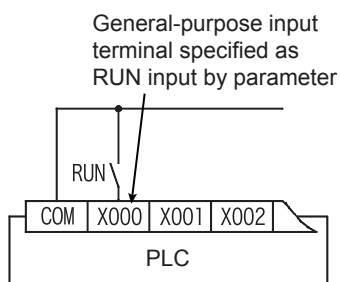 General-purpose input
terminal specified as
RUN input by parameter
RUN
COM X000 X001 X002
PLC